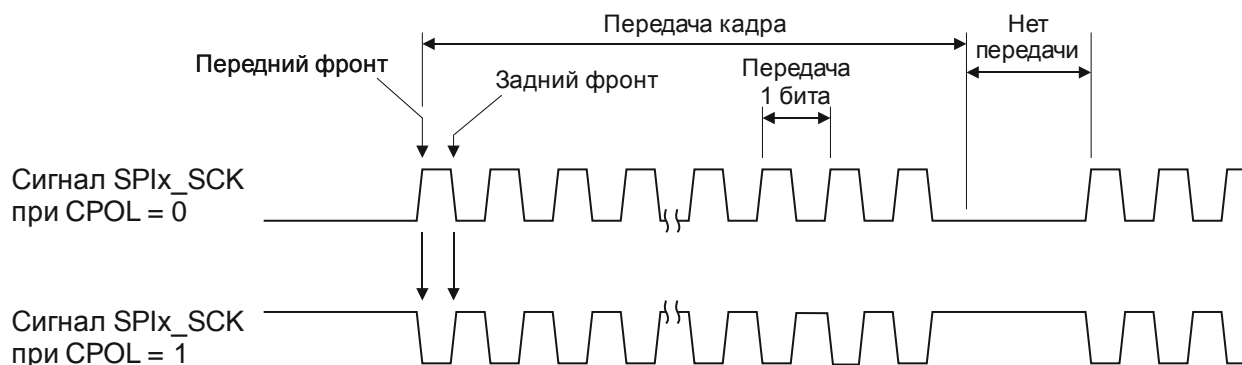 Передача кадра
Нет
передачи
Передний фронт
Задний фронт
Передача
1 бита
Сигнал SPIx_SCK
при CPOL = 0
Сигнал SPIx_SCK
при CPOL = 1